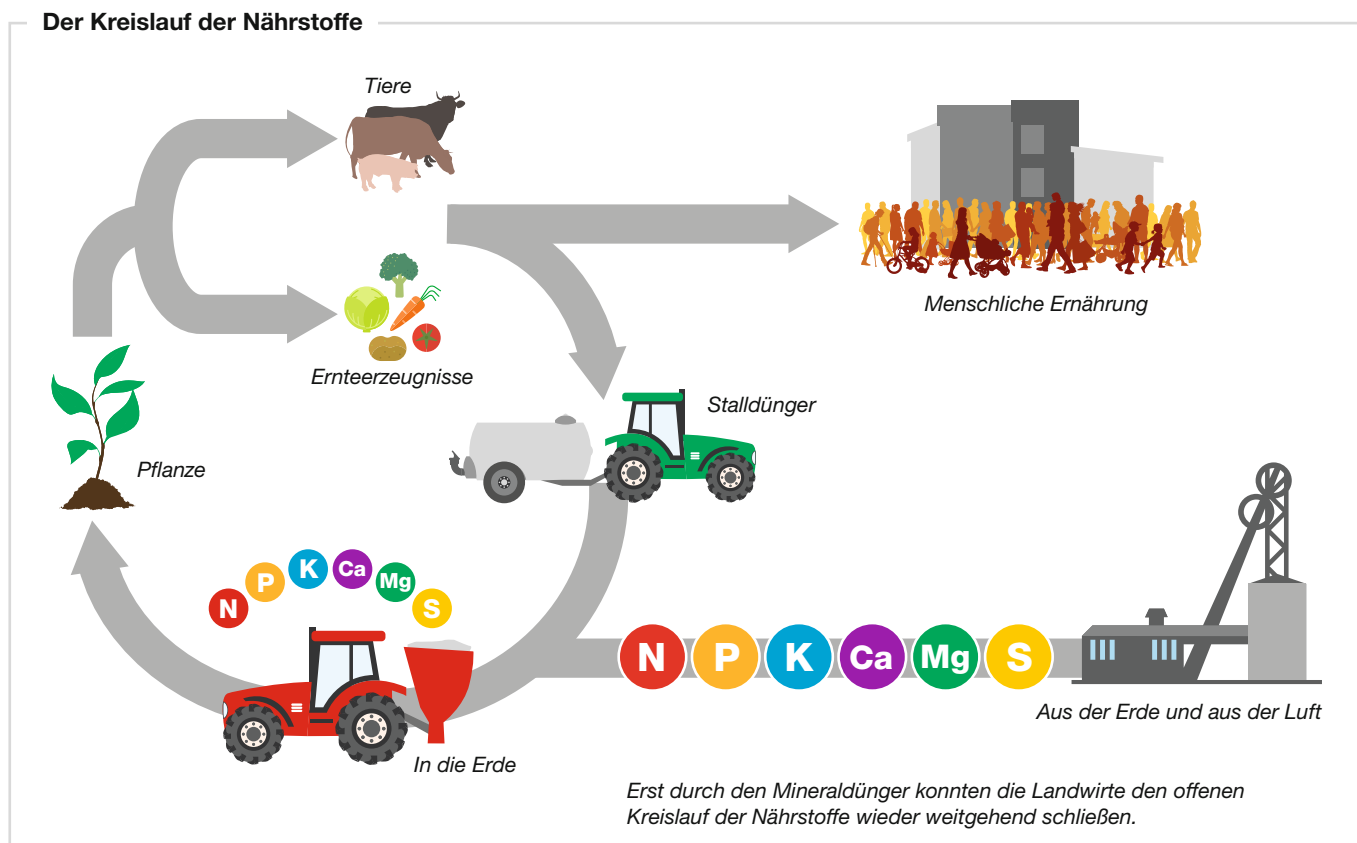 Der Kreislauf der Nährstoffe
Tiere
Menschliche Ernährung
Ernteerzeugnisse
Stalldünger
Pflanze
N P K Ca Mg S
N P K Ca Mg S
Aus der Erde und aus der Luft
In die Erde
Erst durch den Mineraldünger konnten die Landwirte den offenen
Kreislauf der Nährstoffe wieder weitgehend schließen.